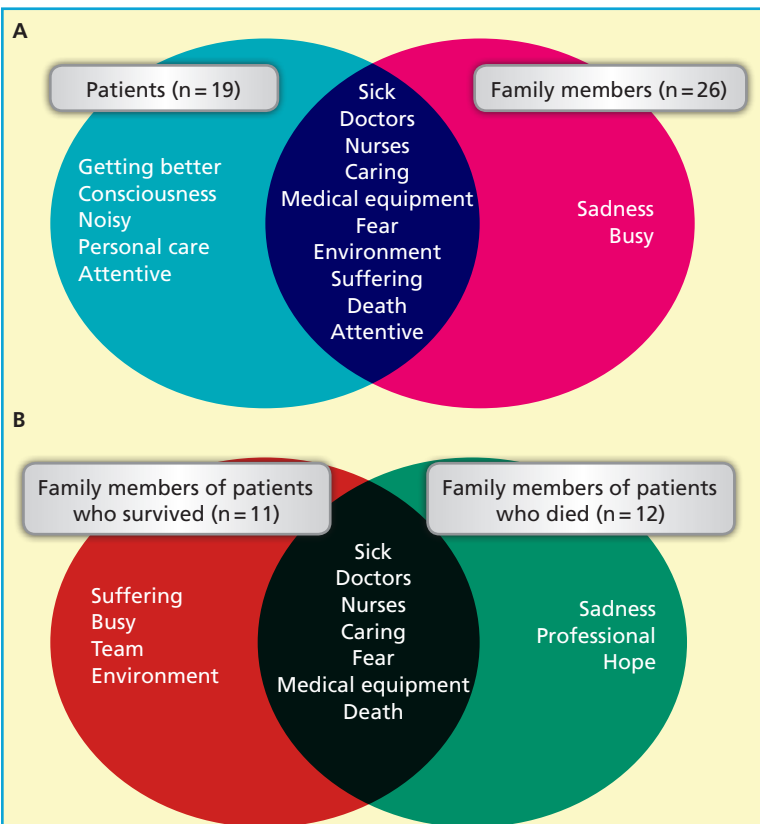 A
Patients (n=19)
Family members (n=26)
Getting better
Consciousness
Noisy
Personal care
Attentive
Sick
Doctors
Nurses
Caring
Medical equipment
Fear
Environment
Suffering
Death
Attentive
Sadness
Busy
B
Family members of patients
who survived (n=11)
Family members of patients
who died (n=12)
Suffering
Busy
Team
Environment
Sick
Doctors
Nurses
Caring
Fear
Medical equipment
Death
Sadness
Professional
Hope